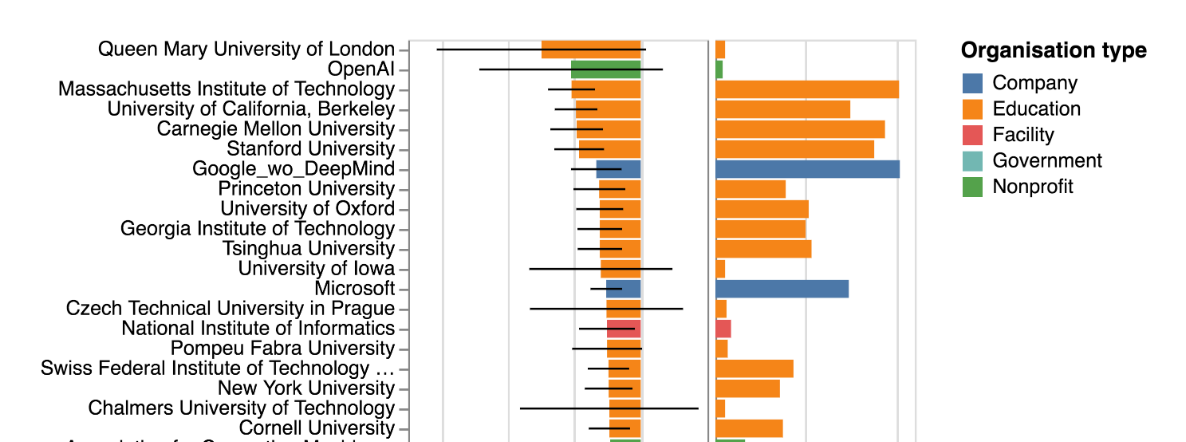 Queen Mary University of London
OpenAI
Massachusetts Institute of Technology
University of California, Berkeley
Carnegie Mellon University
Stanford University
Google_wo_DeepMind
Princeton University
University of Oxford
Georgia Institute of Technology
Tsinghua University
University of Iowa
Microsoft
Czech Technical University in Prague
National Institute of Informatics
Pompeu Fabra University
Swiss Federal Institute of Technology …
New York University
Chalmers University of Technology
Cornell University
Organisation type
Company
Education
Facility
Government
Nonprofit